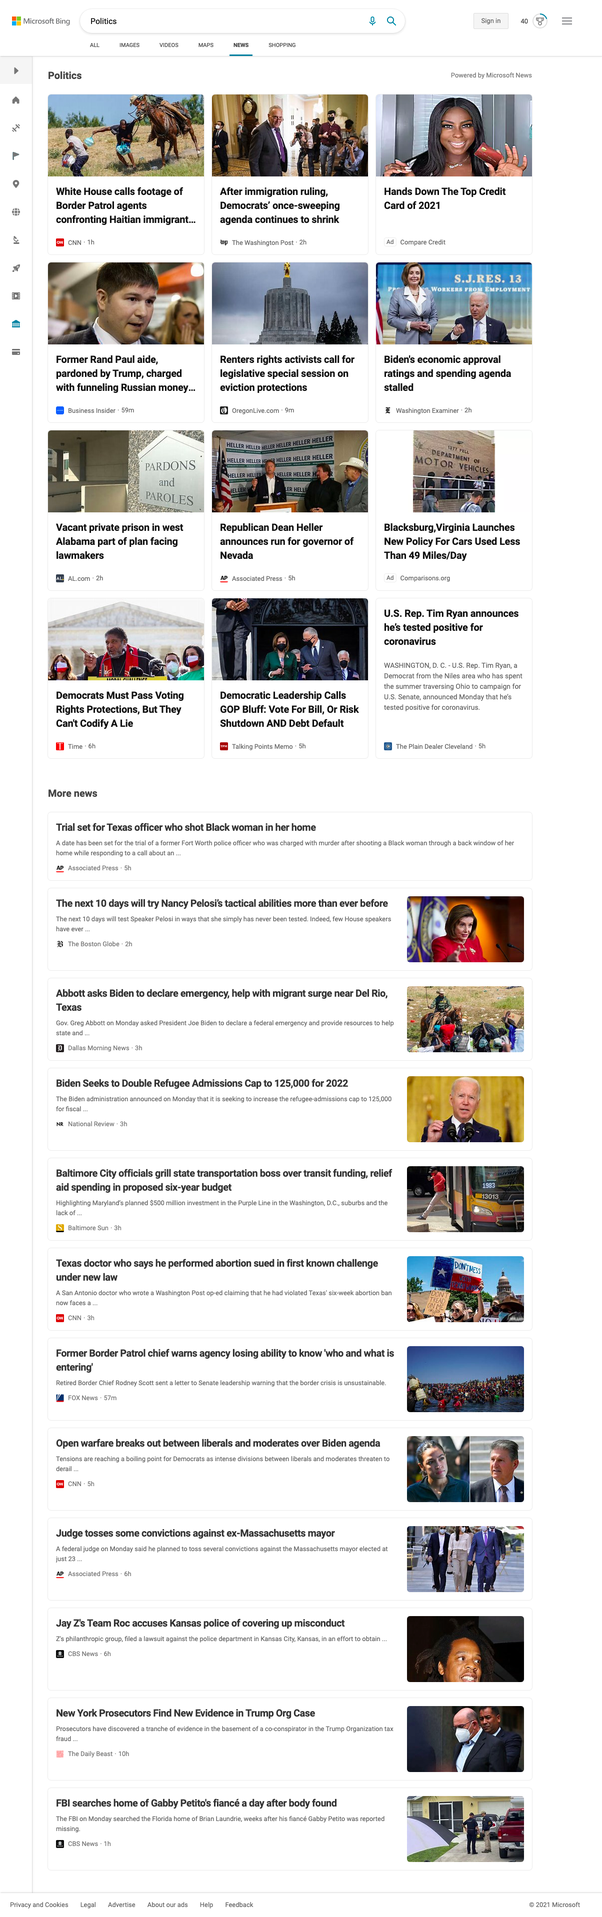 Microsoft Bing
Politics
Sign in
40
ALL IMAGES VIDEOS MAPS NEWS SHOPPING
Politics
Powered by Microsoft News
White House calls footage of
Border Patrol agents
confronting Haitian immigrant...
CNN · 1h
After immigration ruling,
Democrats' once-sweeping
agenda continues to shrink
The Washington Post · 2h
Hands Down The Top Credit
Card of 2021
Ad Compare Credit
Former Rand Paul aide,
pardoned by Trump, charged
with funneling Russian money...
Business Insider · 59m
Renters rights activists call for
legislative special session on
eviction protections
OregonLive.com · 9m
S.J.RES. 13
WORKERS FROM EMPLOYMENT
Biden's economic approval
ratings and spending agenda
stalled
Washington Examiner · 2h
PARDONS
and
PAROLES
Vacant private prison in west
Alabama part of plan facing
lawmakers
AL.com · 2h
HELLER HELLER HELLER HELLER
Republican Dean Heller
announces run for governor of
Nevada
AP Associated Press · 5h
DEPARTMENT OF
MOTOR VEHICLES
Blacksburg,Virginia Launches
New Policy For Cars Used Less
Than 49 Miles/Day
Ad Comparisons.org
Democrats Must Pass Voting
Rights Protections, But They
Can't Codify A Lie
Time · 6h
Democratic Leadership Calls
GOP Bluff: Vote For Bill, Or Risk
Shutdown AND Debt Default
Talking Points Memo · 5h
U.S. Rep. Tim Ryan announces
he's tested positive for
coronavirus
WASHINGTON, D. C. - U.S. Rep. Tim Ryan, a
Democrat from the Niles area who has spent
the summer traversing Ohio to campaign for
U.S. Senate, announced Monday that he's
tested positive for coronavirus.
The Plain Dealer Cleveland · 5h
More news
Trial set for Texas officer who shot Black woman in her home
A date has been set for the trial of a former Fort Worth police officer who was charged with murder after shooting a Black woman through a back window of her
home while responding to a call about an ...
AP Associated Press · 5h
The next 10 days will try Nancy Pelosi's tactical abilities more than ever before
The next 10 days will test Speaker Pelosi in ways that she simply has never been tested. Indeed, few House speakers
have ever ...
The Boston Globe · 2h
Abbott asks Biden to declare emergency, help with migrant surge near Del Rio,
Texas
Gov. Greg Abbott on Monday asked President Joe Biden to declare a federal emergency and provide resources to help
state and ...
Dallas Morning News · 3h
Biden Seeks to Double Refugee Admissions Cap to 125,000 for 2022
The Biden administration announced on Monday that it is seeking to increase the refugee-admissions cap to 125,000
for fiscal ...
NR National Review · 3h
Baltimore City officials grill state transportation boss over transit funding, relief
aid spending in proposed six-year budget
Highlighting Maryland's planned $500 million investment in the Purple Line in the Washington, D.C., suburbs and the
lack of ...
Baltimore Sun · 3h
1983
13013
Texas doctor who says he performed abortion sued in first known challenge
under new law
A San Antonio doctor who wrote a Washington Post op-ed claiming that he had violated Texas' six-week abortion ban
now faces a ...
CNN · 3h
DON'T MESS
Former Border Patrol chief warns agency losing ability to know 'who and what is
entering'
Retired Border Chief Rodney Scott sent a letter to Senate leadership warning that the border crisis is unsustainable.
FOX News · 57m
Open warfare breaks out between liberals and moderates over Biden agenda
Tensions are reaching a boiling point for Democrats as intense divisions between liberals and moderates threaten to
derail ...
CNN · 5h
Judge tosses some convictions against ex-Massachusetts mayor
A federal judge on Monday said he planned to toss several convictions against the Massachusetts mayor elected at
just 23 ...
AP Associated Press · 6h
Jay Z's Team Roc accuses Kansas police of covering up misconduct
Z's philanthropic group, filed a lawsuit against the police department in Kansas City, Kansas, in an effort to obtain ...
CBS News · 6h
New York Prosecutors Find New Evidence in Trump Org Case
Prosecutors have discovered a tranche of evidence in the basement of a co-conspirator in the Trump Organization tax
fraud ...
The Daily Beast · 10h
FBI searches home of Gabby Petito's fiancé a day after body found
The FBI on Monday searched the Florida home of Brian Laundrie, weeks after his fiancé Gabby Petito was reported
missing.
CBS News · 1h
Privacy and Cookies Legal Advertise About our ads Help Feedback
© 2021 Microsoft